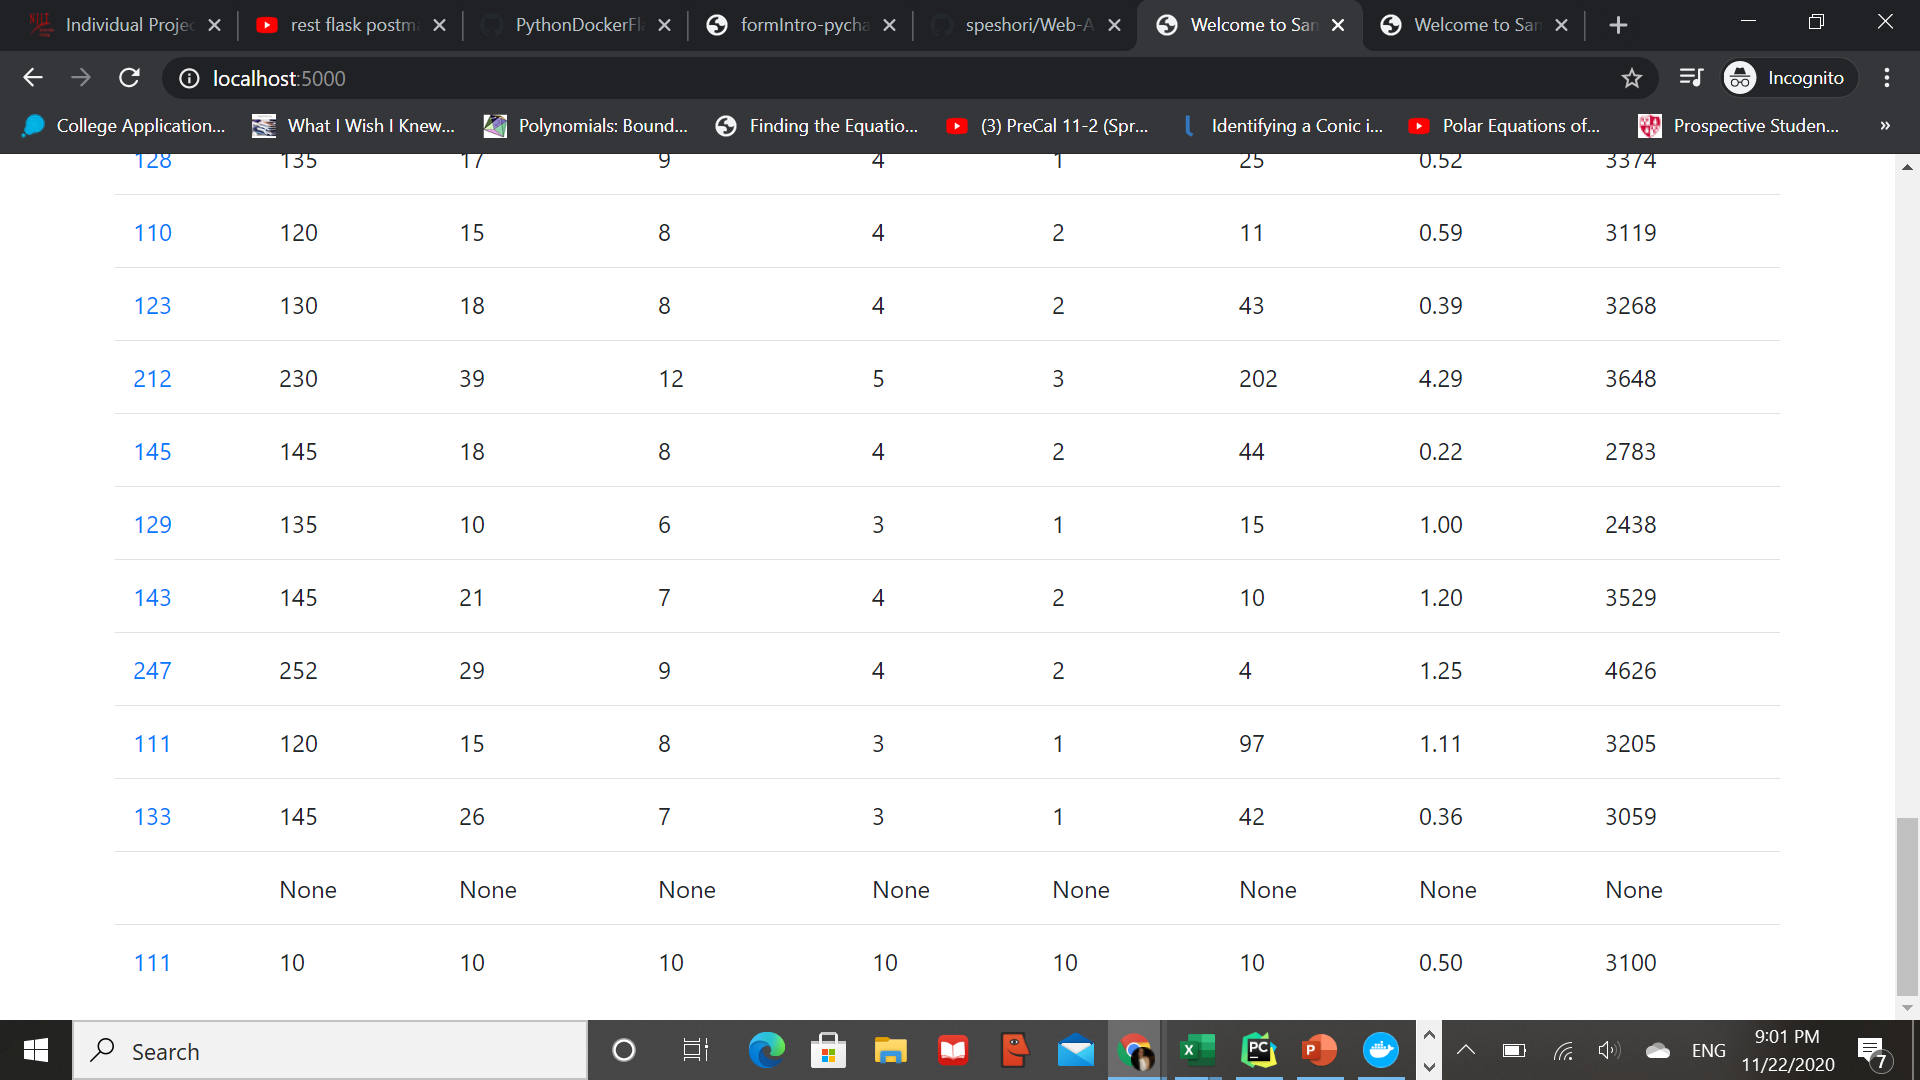 Individual Projec
rest flask postma
PythonDockerFla
formIntro-pycha
speshori/Web-A
Welcome to San
Welcome to San
localhost:5000
Incognito
College Application...
What I Wish I Knew...
Polynomials: Bound...
Finding the Equatio...
(3) PreCal 11-2 (Spr...
Identifying a Conic i...
Polar Equations of...
Prospective Studen...
»
128 135 17 9 4 1 25 0.52 3374
110 120 15 8 4 2 11 0.59 3119
123 130 18 8 4 2 43 0.39 3268
212 230 39 12 5 3 202 4.29 3648
145 145 18 8 4 2 44 0.22 2783
129 135 10 6 3 1 15 1.00 2438
143 145 21 7 4 2 10 1.20 3529
247 252 29 9 4 2 4 1.25 4626
111 120 15 8 3 1 97 1.11 3205
133 145 26 7 3 1 42 0.36 3059
None None None None None None None None
111 10 10 10 10 10 10 0.50 3100
Search
ENG
9:01 PM
11/22/2020
7